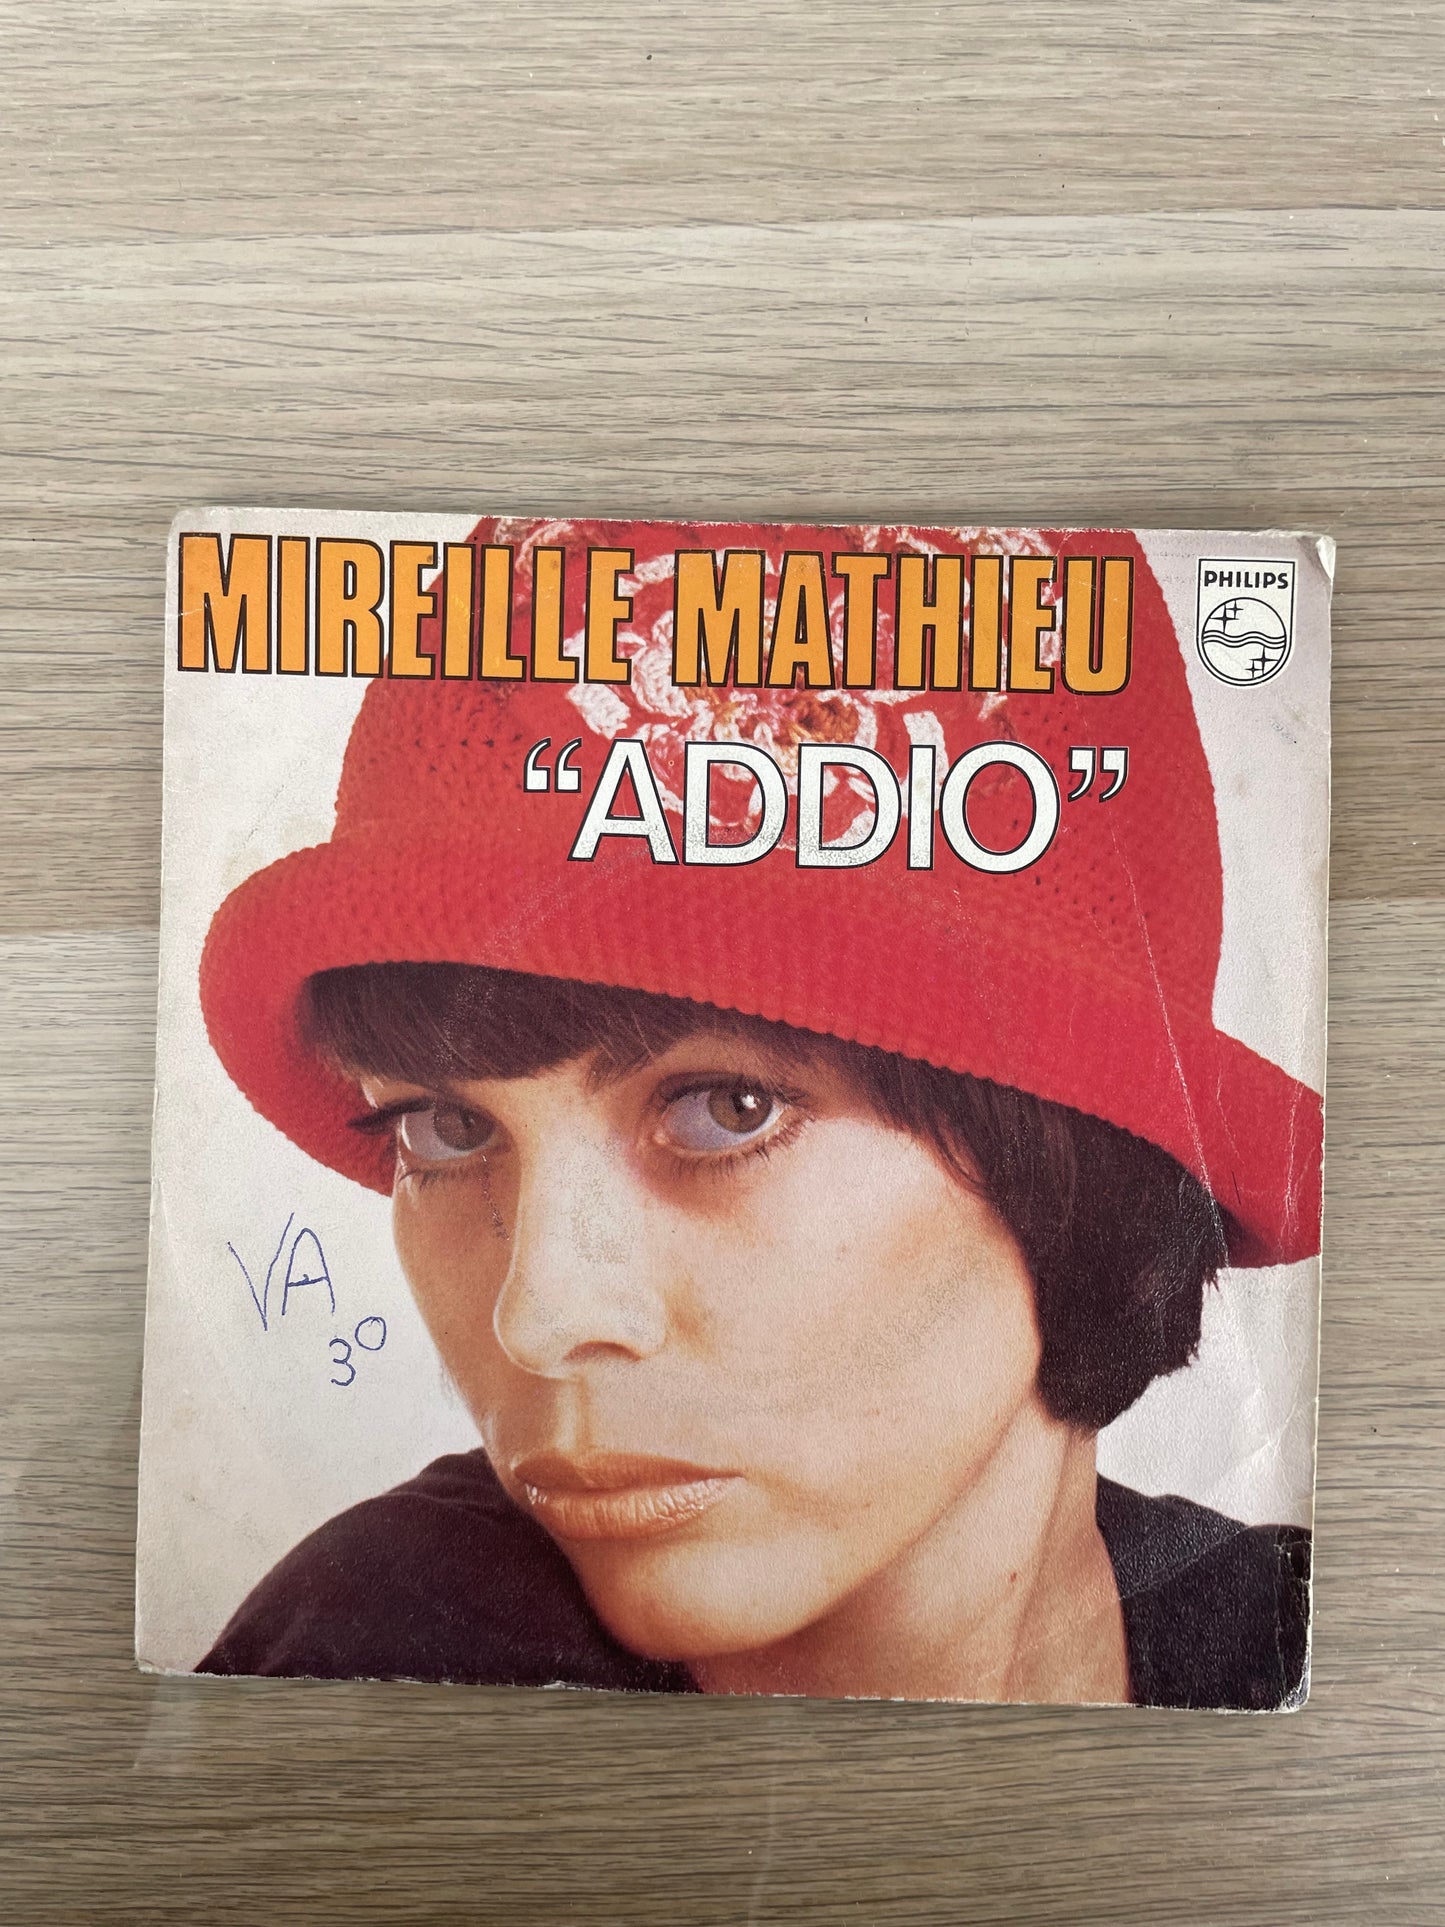 MIREILLE MATHIEU
PHILIPS
“ADDIO”
VA
30